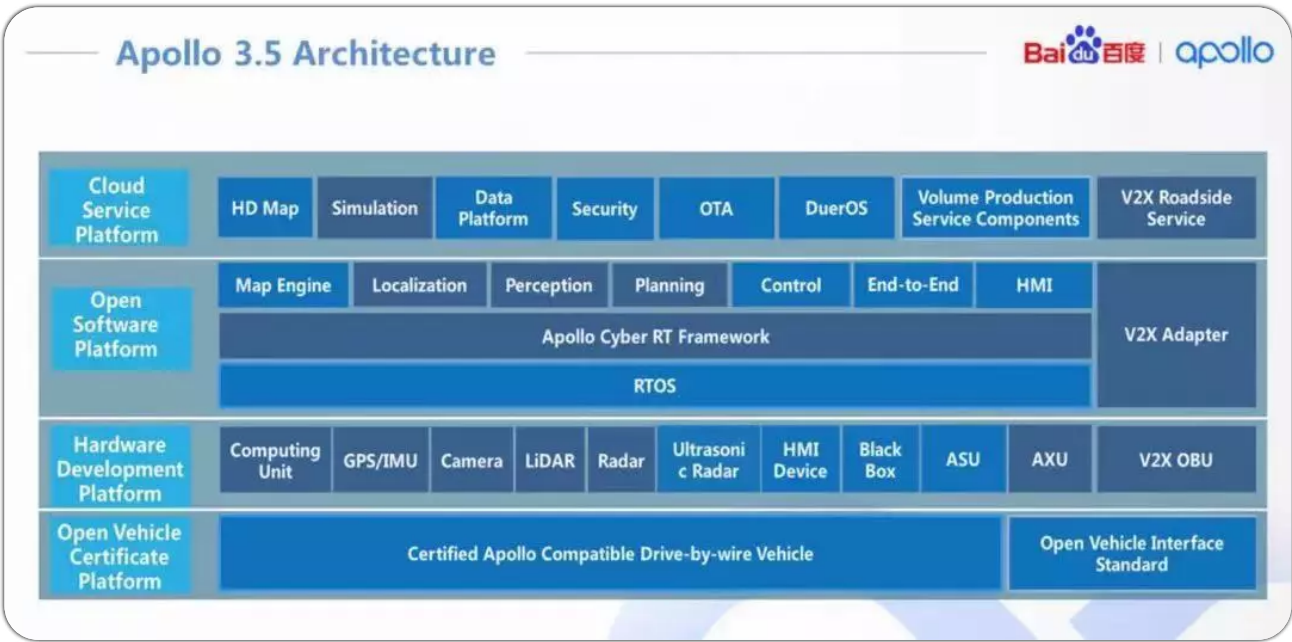 Apollo 3.5 Architecture
Bai du 百度 | apollo
Cloud
Service
Platform
HD Map
Simulation
Data
Platform
Security
OTA
DuerOS
Volume Production
Service Components
V2X Roadside
Service
Open
Software
Platform
Map Engine
Localization
Perception
Planning
Control
End-to-End
HMI
Apollo Cyber RT Framework
RTOS
V2X Adapter
Hardware
Development
Platform
Computing
Unit
GPS/IMU
Camera
LiDAR
Radar
Ultrasoni
c Radar
HMI
Device
Black
Box
ASU
AXU
V2X OBU
Open Vehicle
Certificate
Platform
Certified Apollo Compatible Drive-by-wire Vehicle
Open Vehicle Interface
Standard